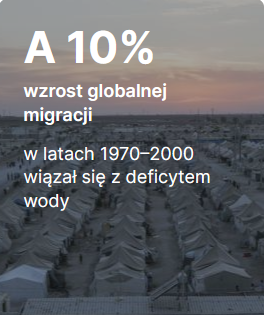 A 10%
wzrost globalnej
migracji
w latach 1970–2000
wiązał się z deficytem
wody